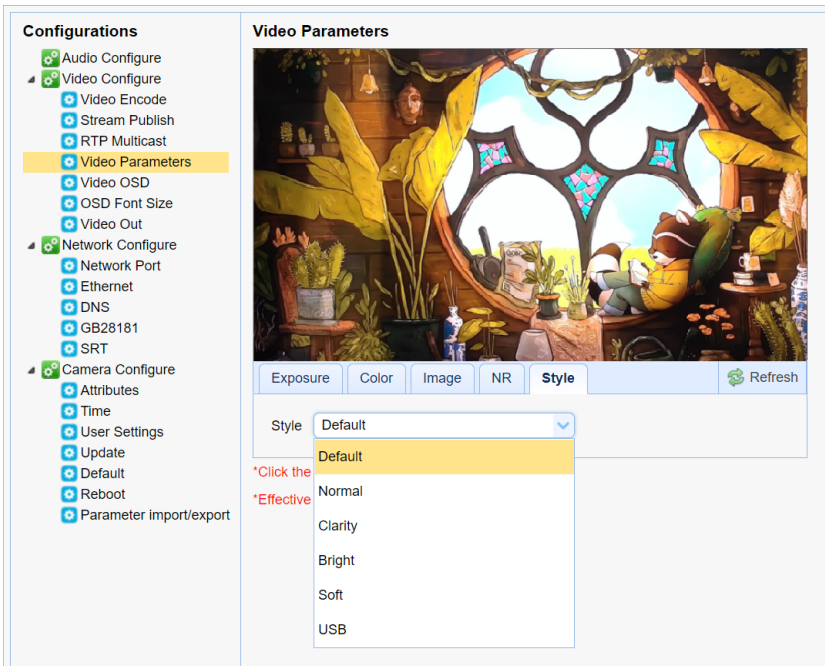 Configurations
Audio Configure
Video Configure
Video Encode
Stream Publish
RTP Multicast
Video Parameters
Video OSD
OSD Font Size
Video Out
Network Configure
Network Port
Ethernet
DNS
GB28181
SRT
Camera Configure
Attributes
Time
User Settings
Update
Default
Reboot
Parameter import/export
Video Parameters
Exposure Color Image NR Style Refresh
Style Default
Default
*Click the
Normal
*Effective
Clarity
Bright
Soft
USB